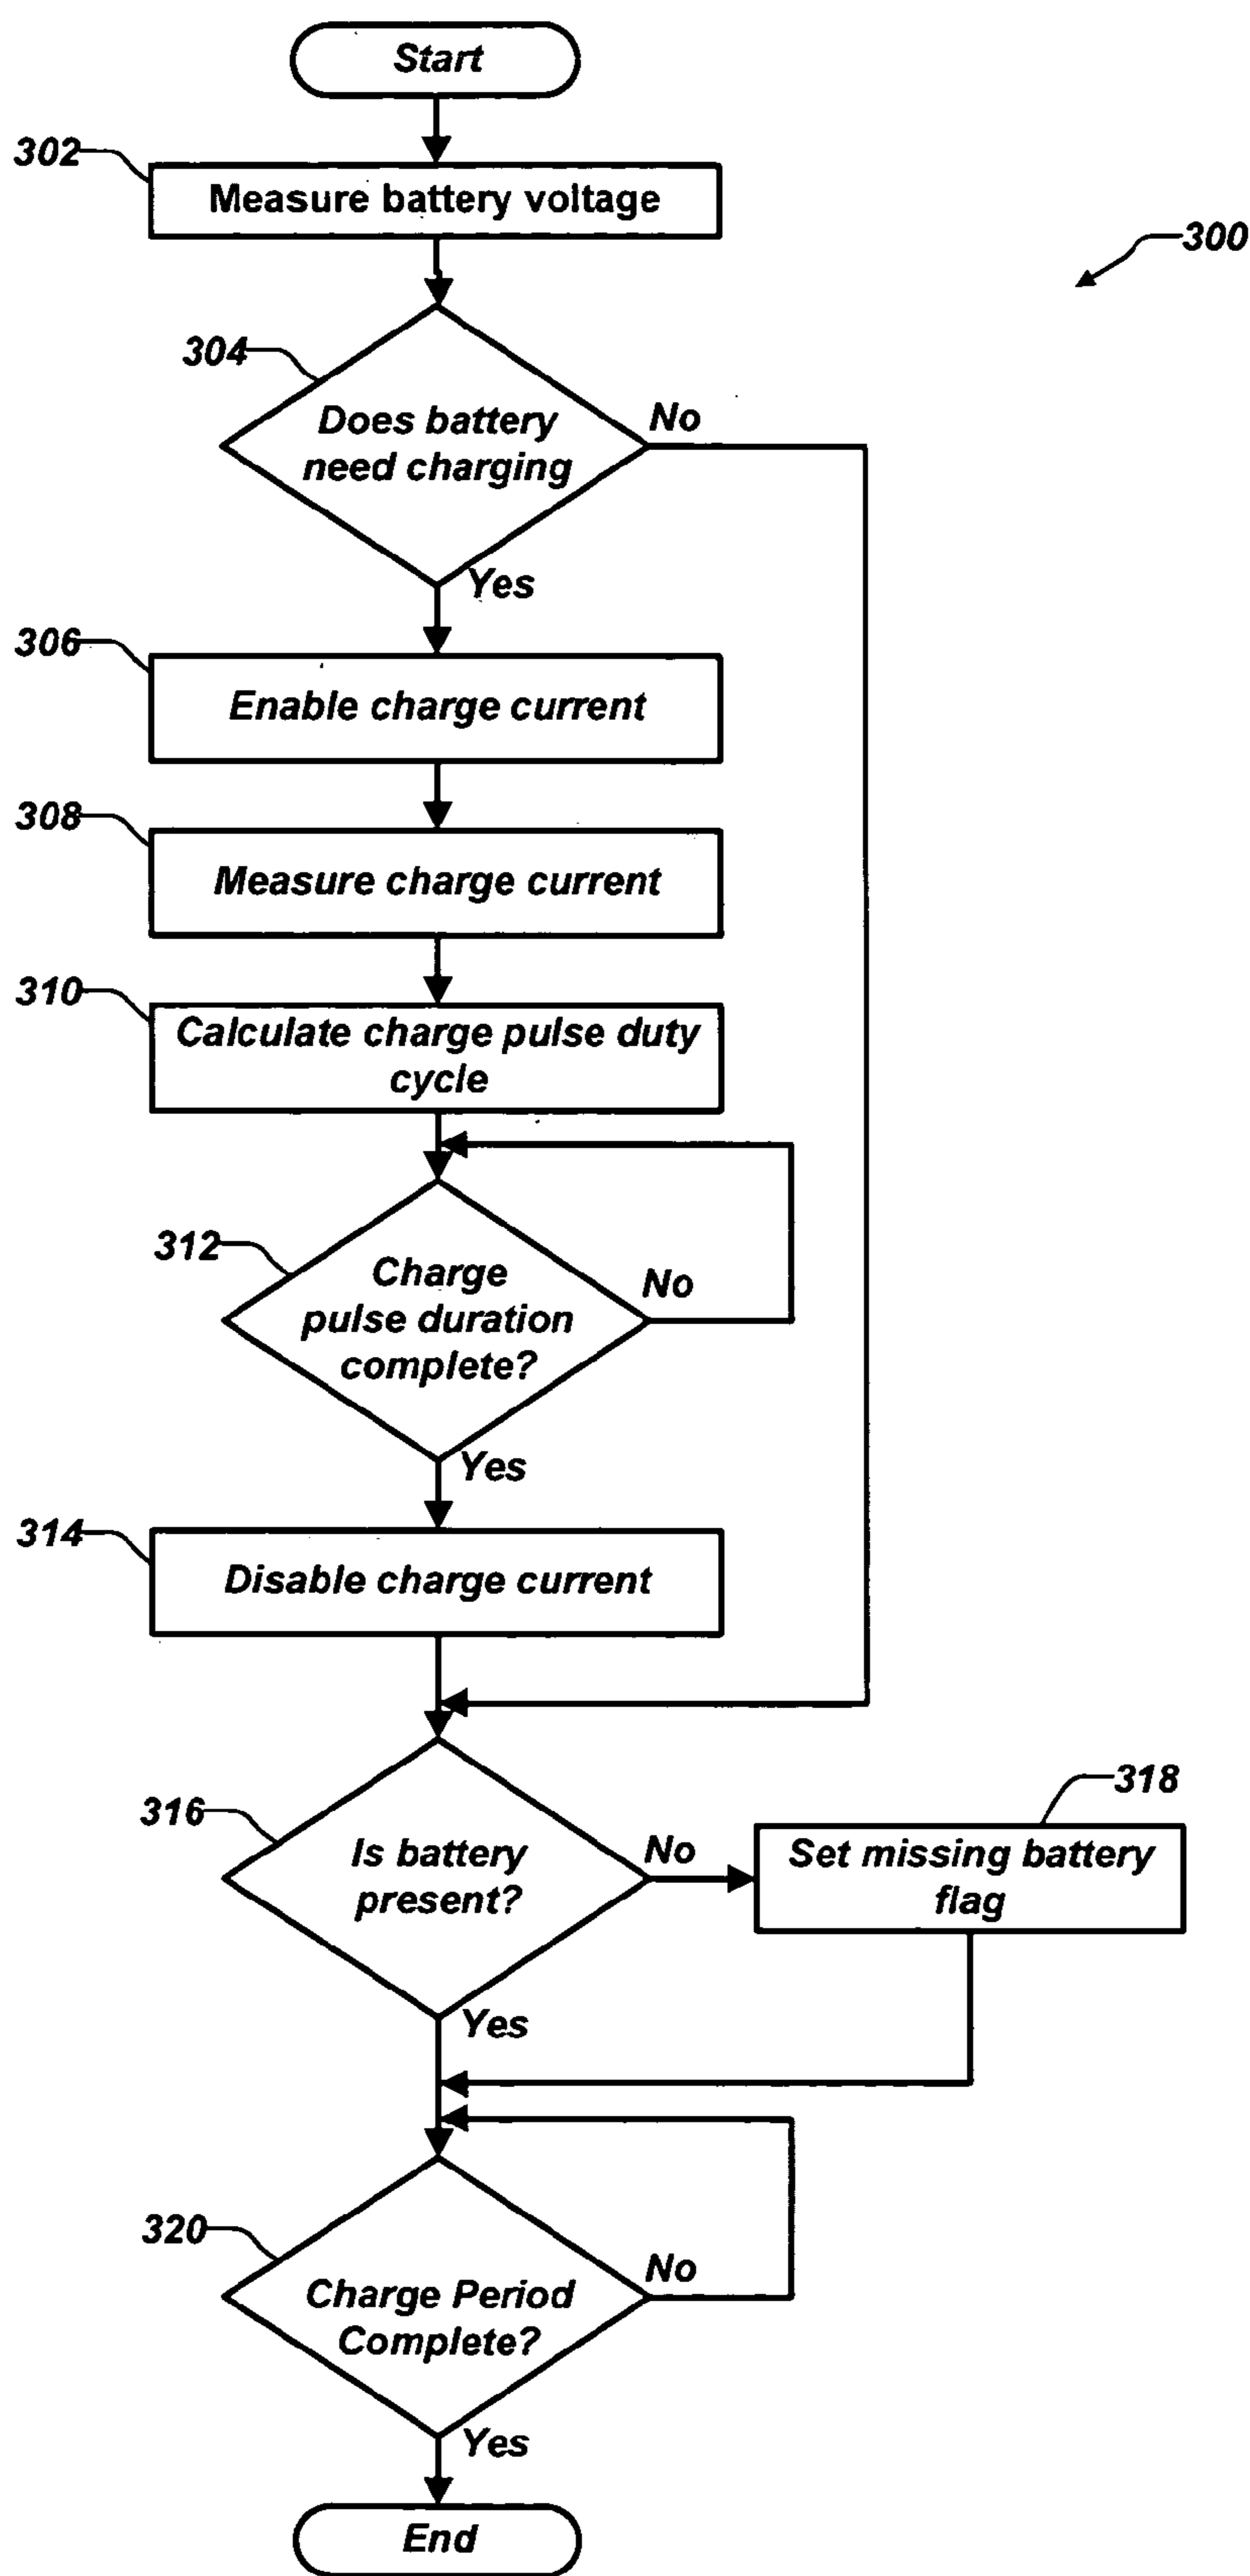 Start
302
Measure battery voltage
300
304
Does battery
need charging
No
Yes
306
Enable charge current
308
Measure charge current
310
Calculate charge pulse duty
cycle
312
Charge
pulse duration
complete?
No
Yes
314
Disable charge current
316
Is battery
present?
No
318
Set missing battery
flag
Yes
320
Charge Period
Complete?
No
Yes
End